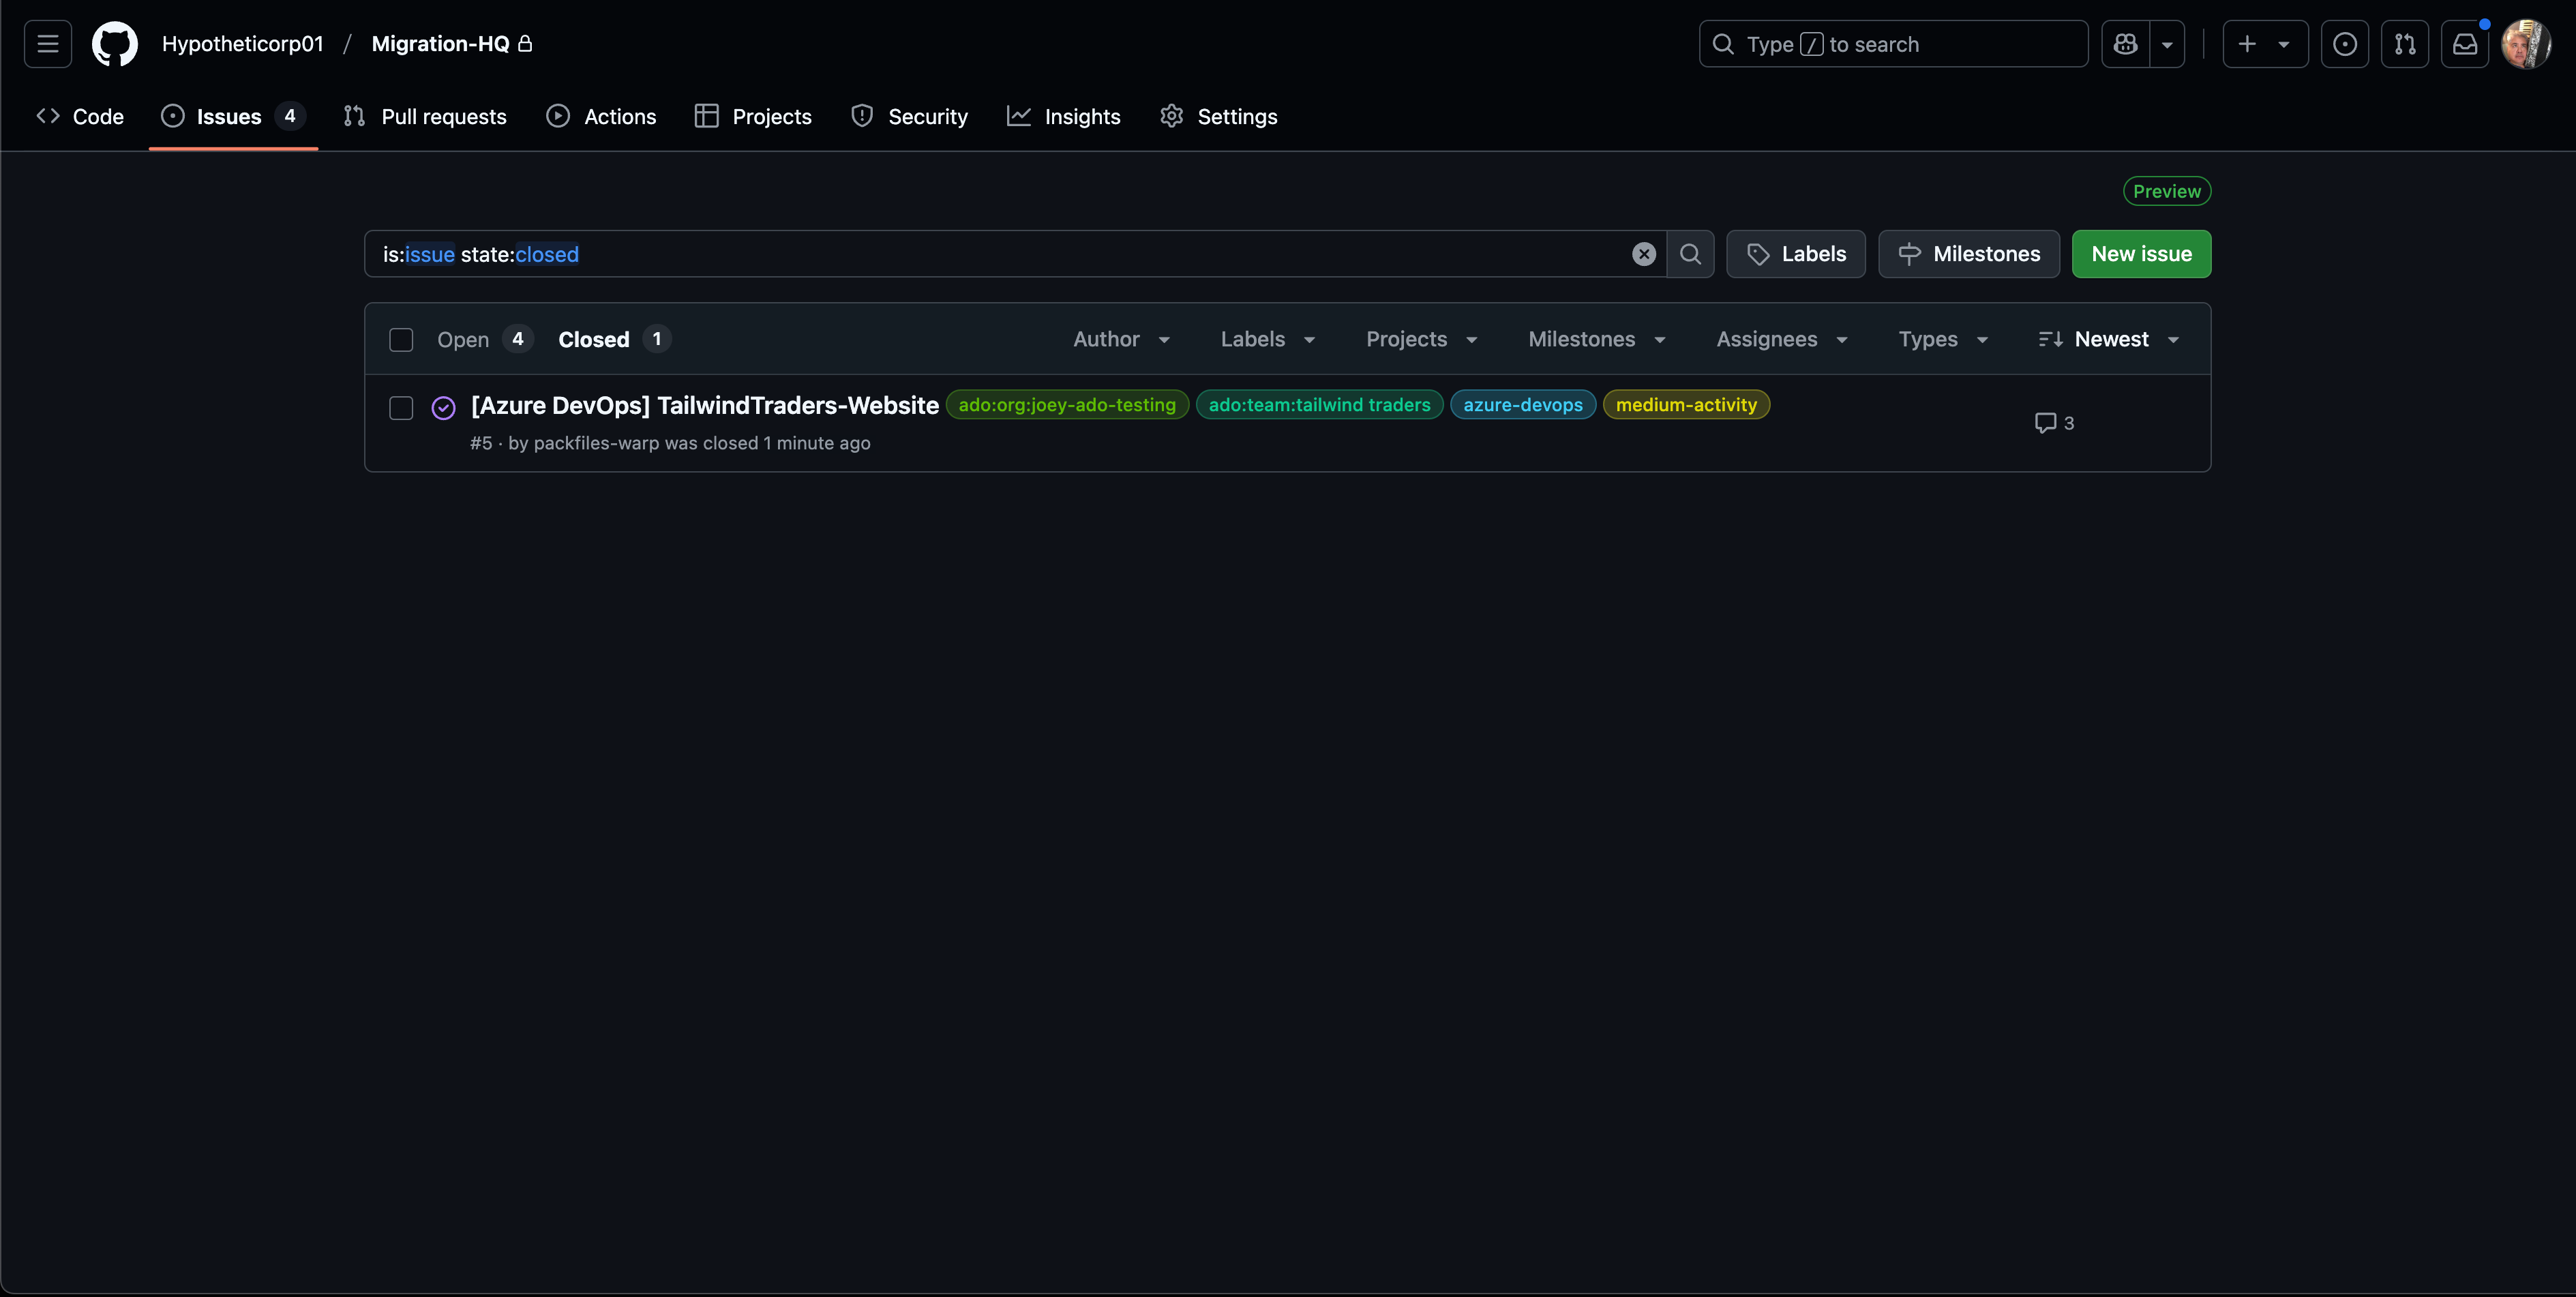 Hypotheticorp01 / Migration-HQ
Type / to search
Code
Issues 4
Pull requests
Actions
Projects
Security
Insights
Settings
Preview
is:issue state:closed
Labels
Milestones
New issue
Open 4
Closed 1
Author
Labels
Projects
Milestones
Assignees
Types
Newest
[Azure DevOps] TailwindTraders-Website ado:org:joey-ado-testing ado:team:tailwind traders azure-devops medium-activity
#5 · by packfiles-warp was closed 1 minute ago
3